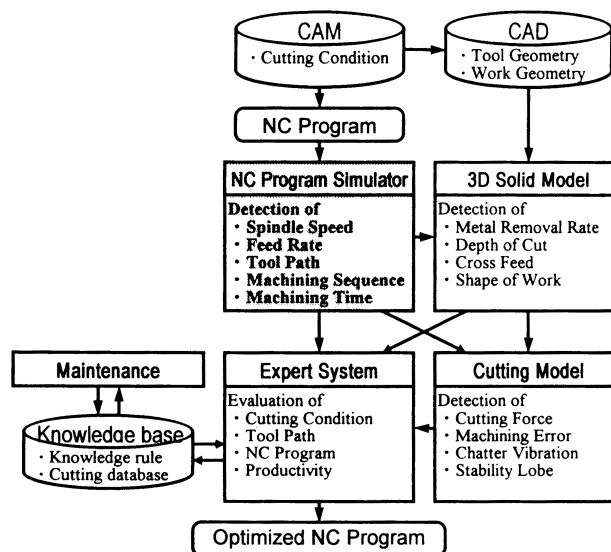 CAM
・Cutting Condition
CAD
・Tool Geometry
・Work Geometry
NC Program
NC Program Simulator
Detection of
・Spindle Speed
・Feed Rate
・Tool Path
・Machining Sequence
・Machining Time
3D Solid Model
Detection of
・Metal Removal Rate
・Depth of Cut
・Cross Feed
・Shape of Work
Maintenance
Knowledge base
・Knowledge rule
・Cutting database
Expert System
Evaluation of
・Cutting Condition
・Tool Path
・NC Program
・Productivity
Cutting Model
Detection of
・Cutting Force
・Machining Error
・Chatter Vibration
・Stability Lobe
Optimized NC Program